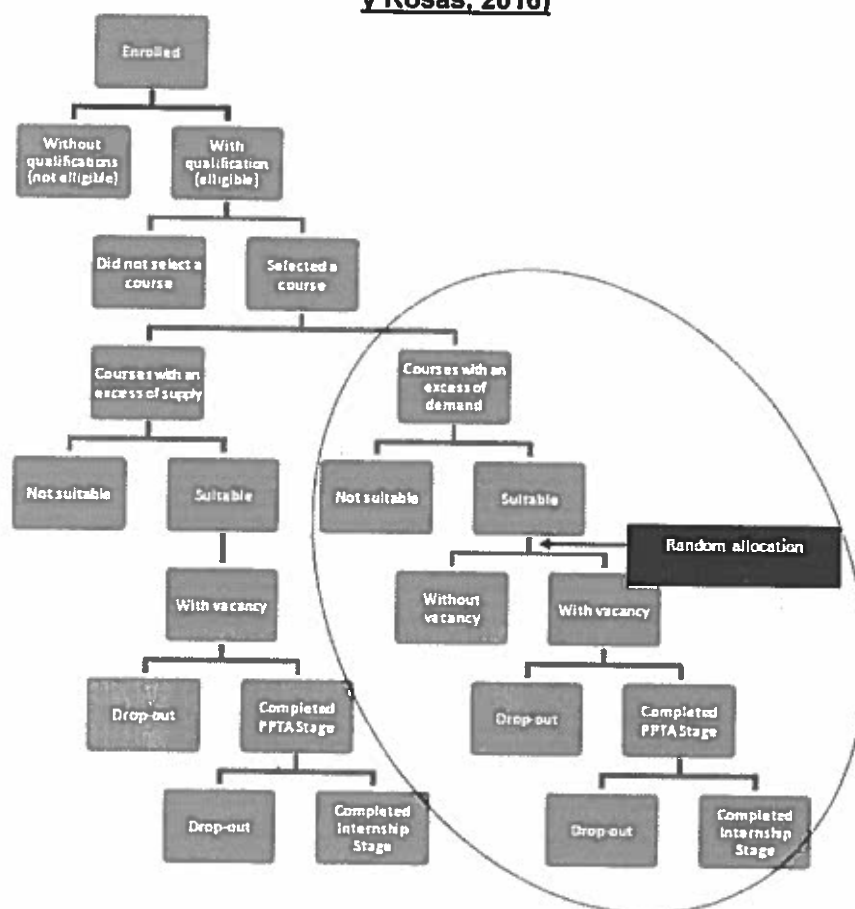 y Rosas, 2016)
Enrolled
Without
qualifications
(not elligible)
With
qualification
(elligible)
Did not select a
course
Selected a
course
Courses with an
excess of supply
Courses with an
excess of
demand
Not suitable
Suitable
Not suitable
Suitable
Random allocation
With vacancy
Without
vacancy
With vacancy
Drop-out
Completed
PPTA Stage
Drop-out
Completed
PPTA Stage
Drop-out
Completed
Internship
Stage
Drop-out
Completed
Internship
Stage